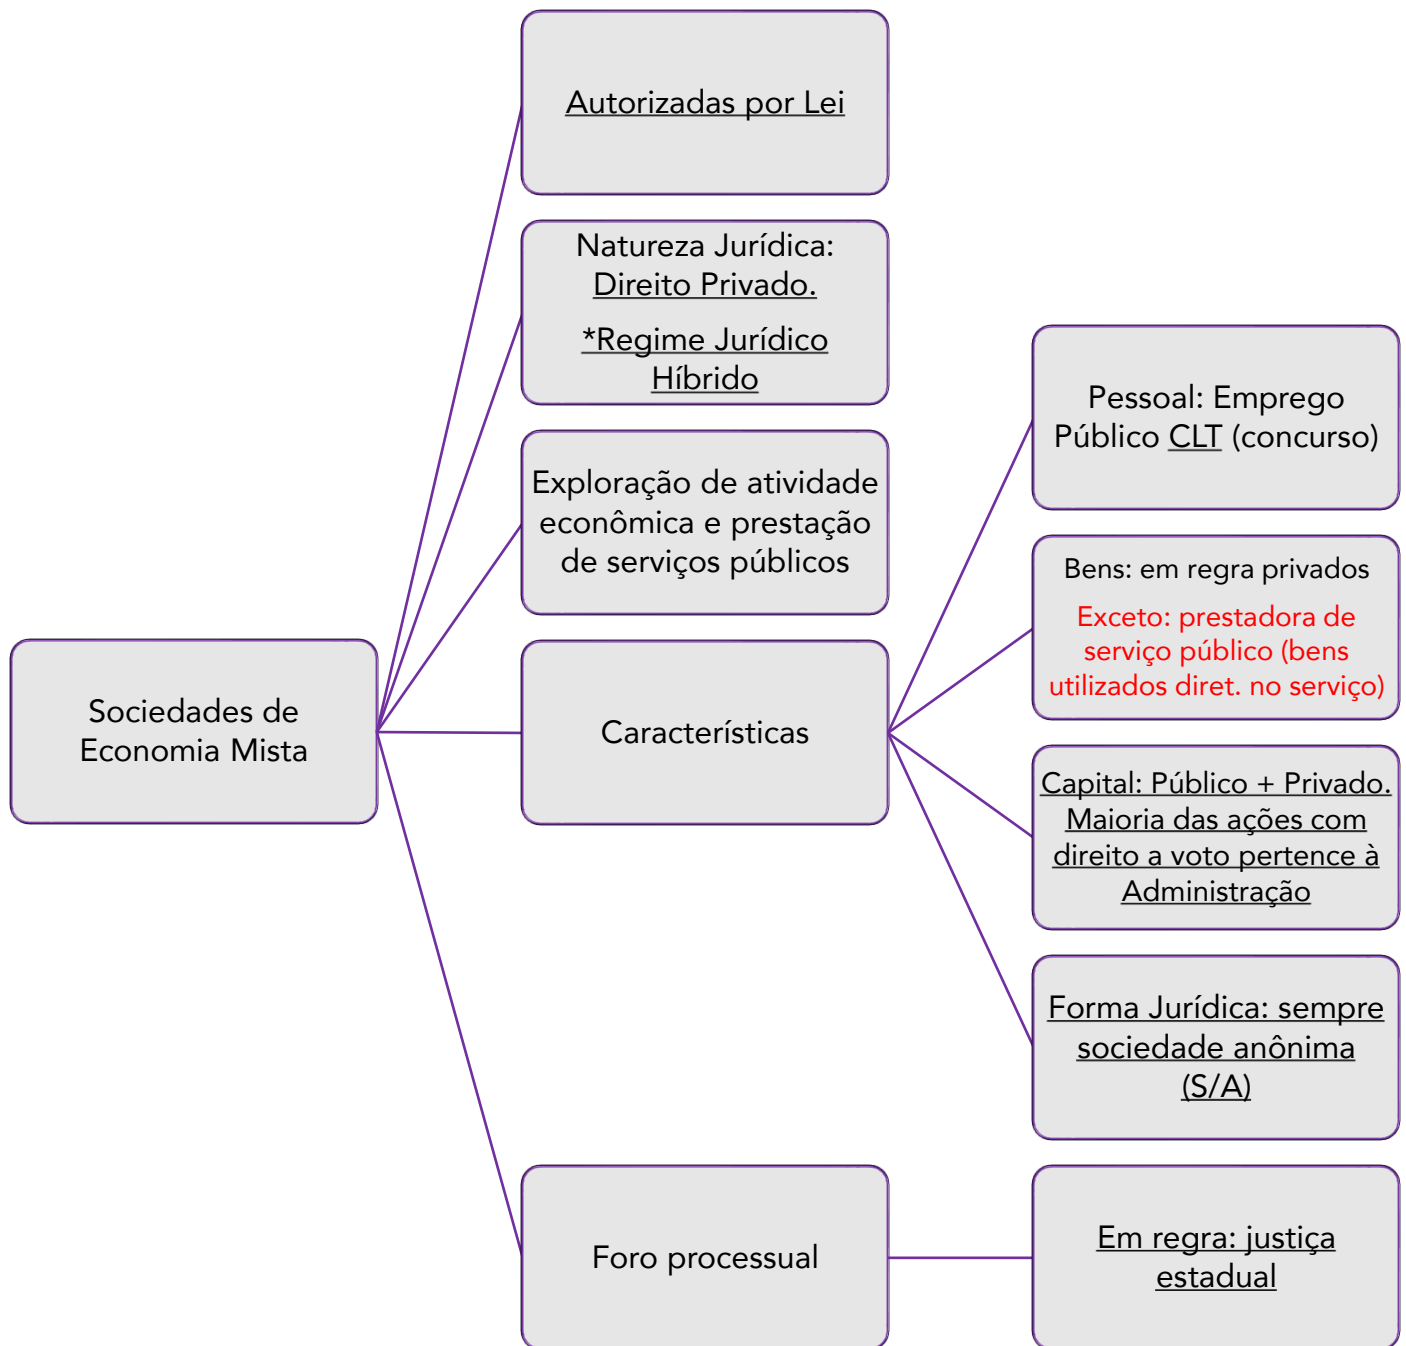 Autorizadas por Lei
Natureza Jurídica:
Direito Privado.
*Regime Jurídico
Híbrido
Exploração de atividade
econômica e prestação
de serviços públicos
Sociedades de
Economia Mista
Características
Pessoal: Emprego
Público CLT (concurso)
Bens: em regra privados
Exceto: prestadora de
serviço público (bens
utilizados diret. no serviço)
Capital: Público + Privado.
Maioria das ações com
direito a voto pertence à
Administração
Forma Jurídica: sempre
sociedade anônima
(S/A)
Foro processual
Em regra: justiça
estadual